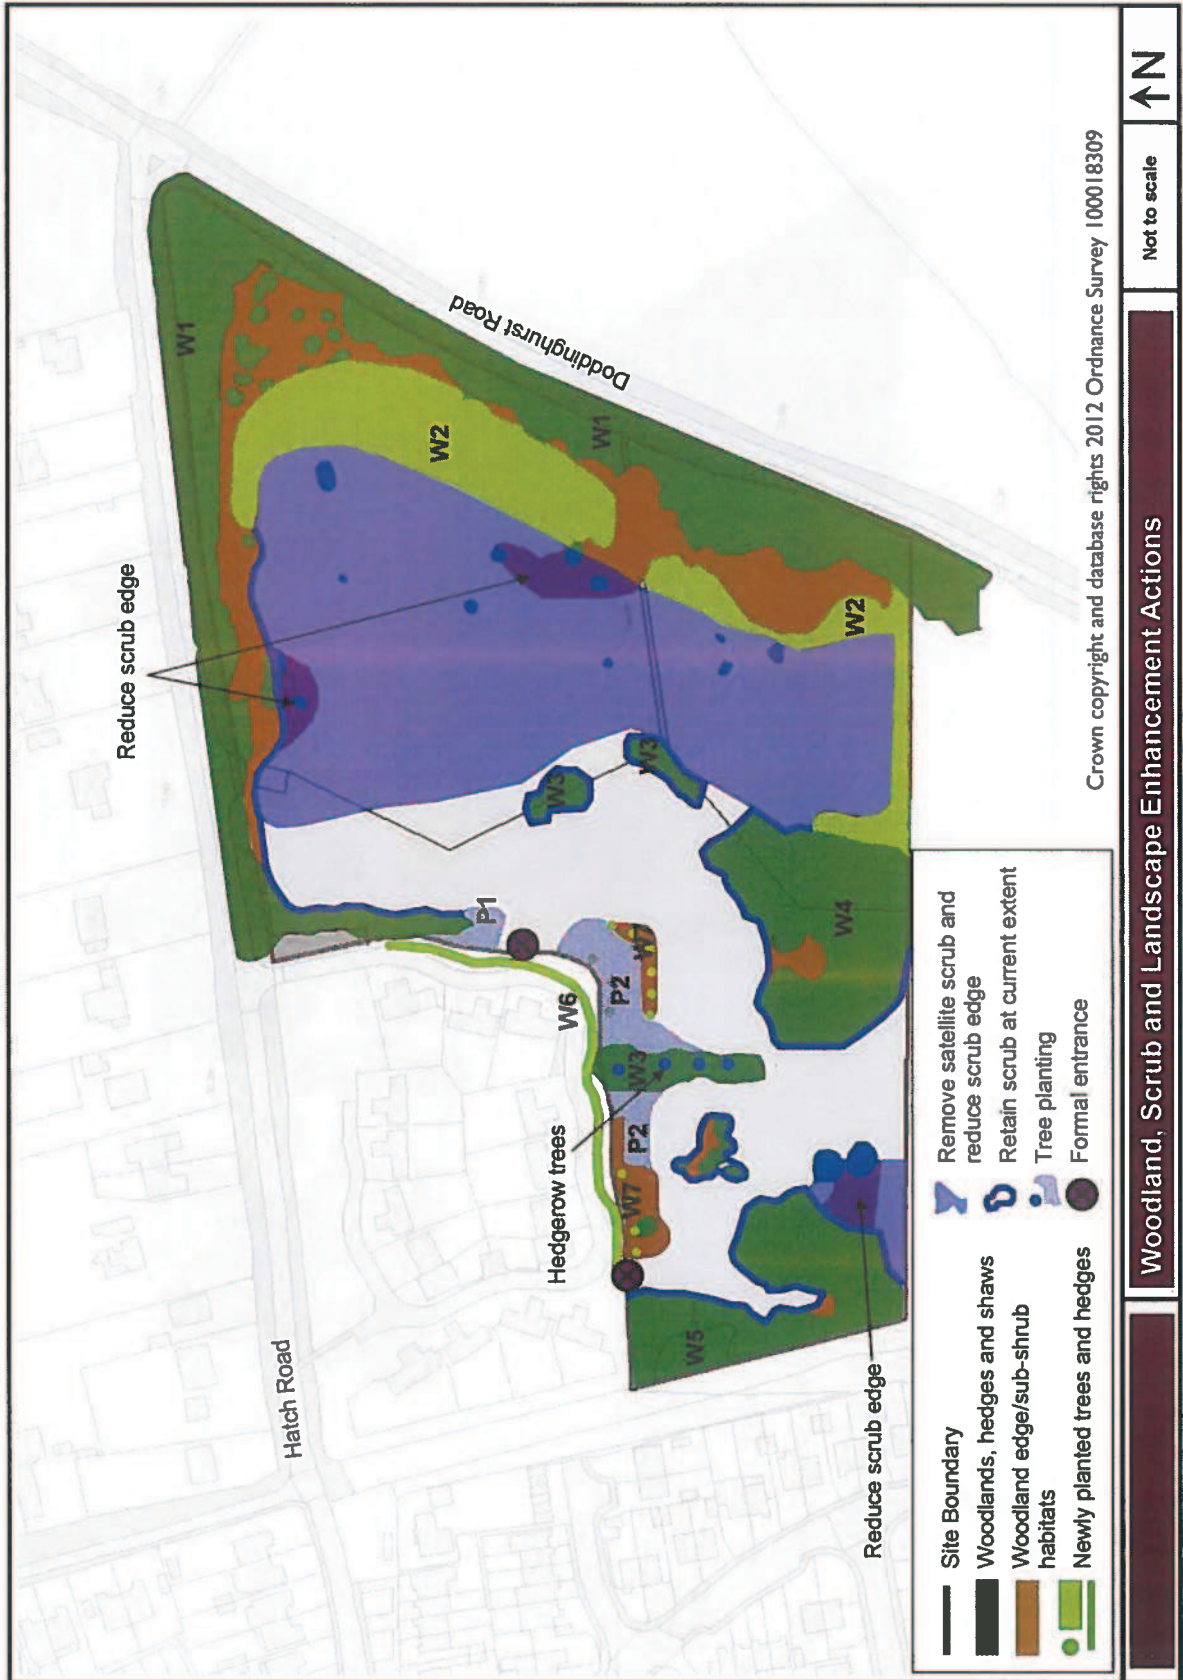 Hatch Road
Reduce scrub edge
W1
W1
W2
W2
Doddinghurst Road
W3
W3
P1
W4
W6
P2
W3
P2
W7
Hedgerow trees
W5
Reduce scrub edge
Crown copyright and database rights 2012 Ordnance Survey 100018309
Site Boundary
Woodlands, hedges and shaws
Woodland edge/sub-shrub
habitats
Newly planted trees and hedges
Remove satellite scrub and
reduce scrub edge
Retain scrub at current extent
Tree planting
Formal entrance
Woodland, Scrub and Landscape Enhancement Actions
Not to scale
N